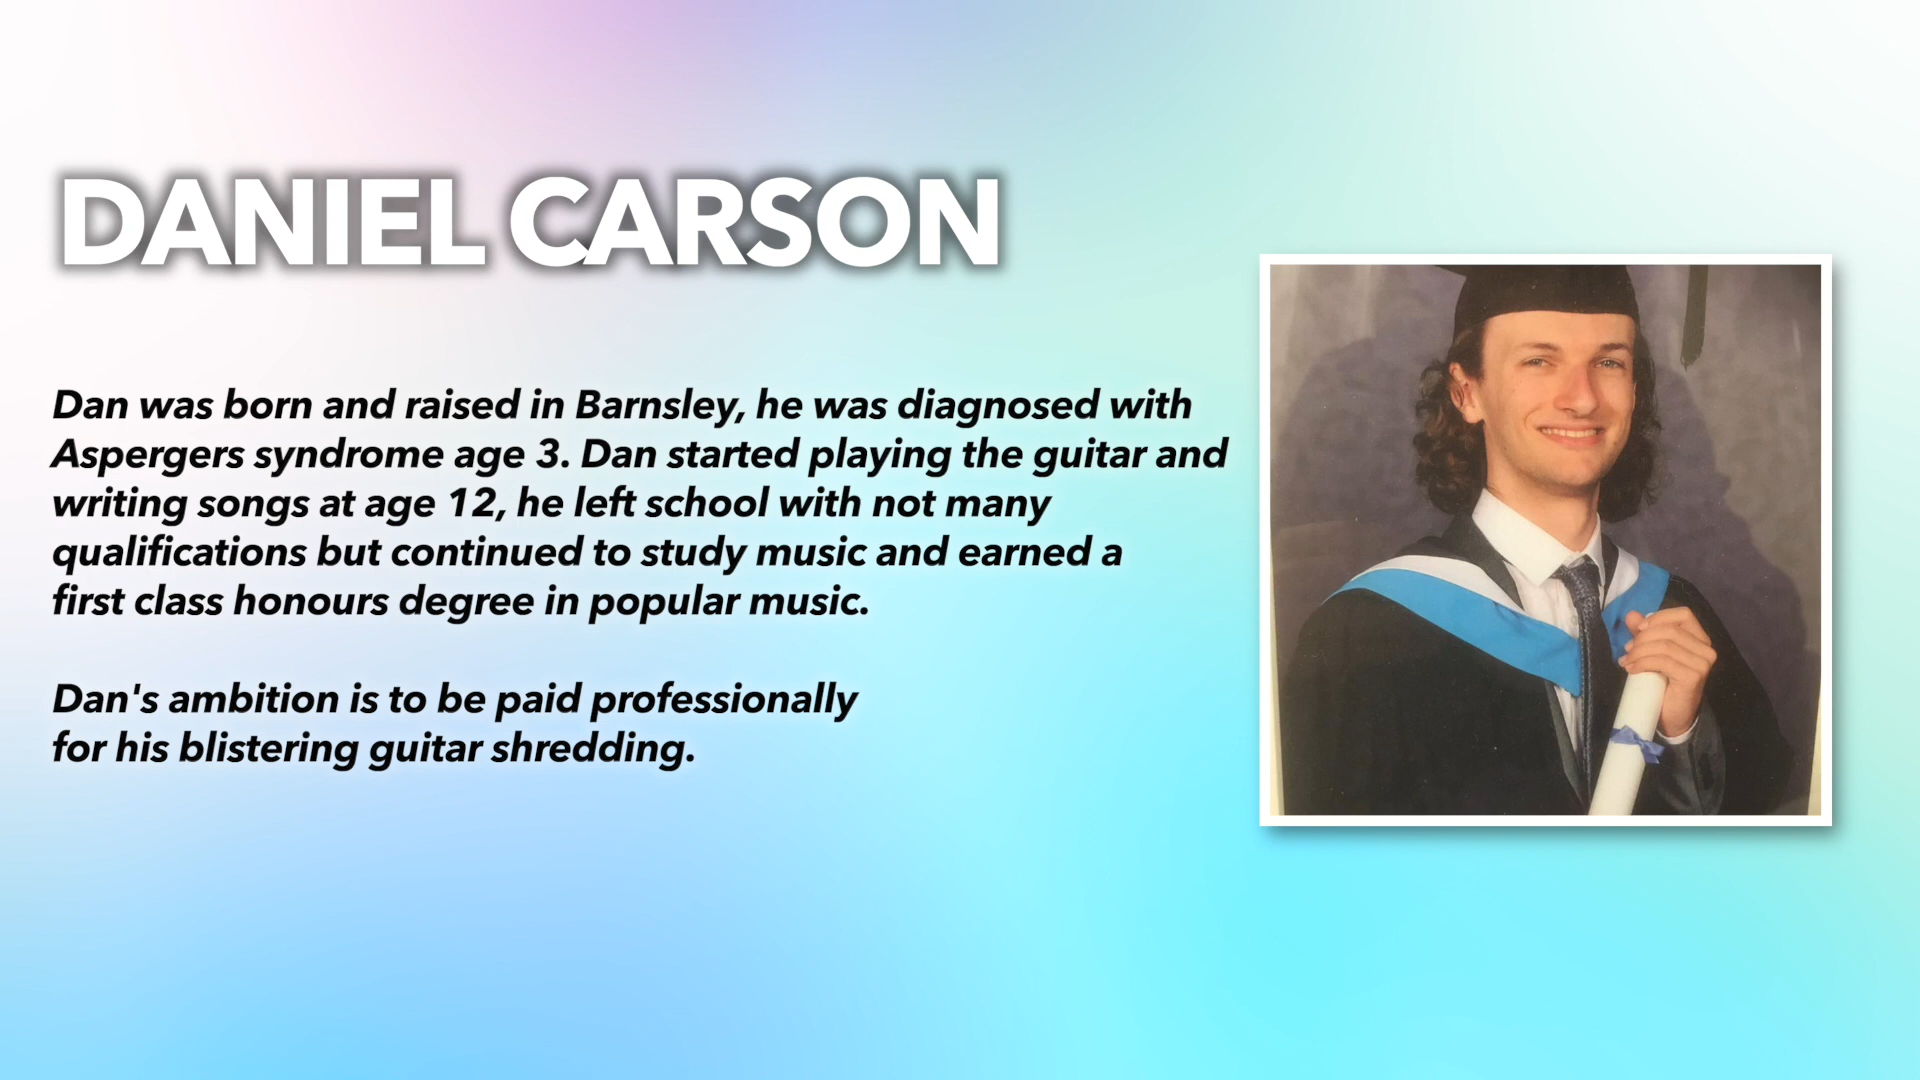 DANIEL CARSON
Dan was born and raised in Barnsley, he was diagnosed with
Aspergers syndrome age 3. Dan started playing the guitar and
writing songs at age 12, he left school with not many
qualifications but continued to study music and earned a
first class honours degree in popular music.
Dan's ambition is to be paid professionally
for his blistering guitar shredding.